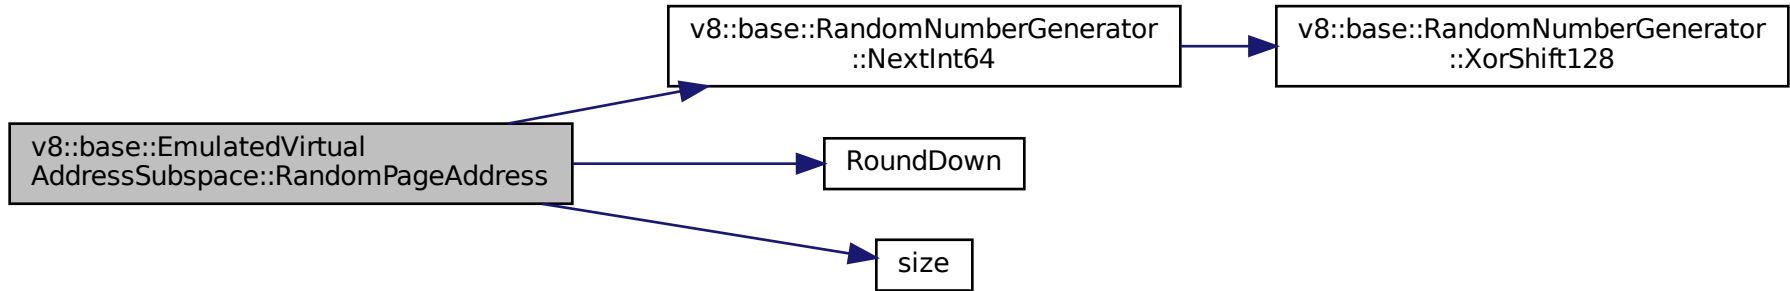 v8::base::RandomNumberGenerator
::NextInt64
v8::base::RandomNumberGenerator
::XorShift128
v8::base::EmulatedVirtual
AddressSubspace::RandomPageAddress
RoundDown
size